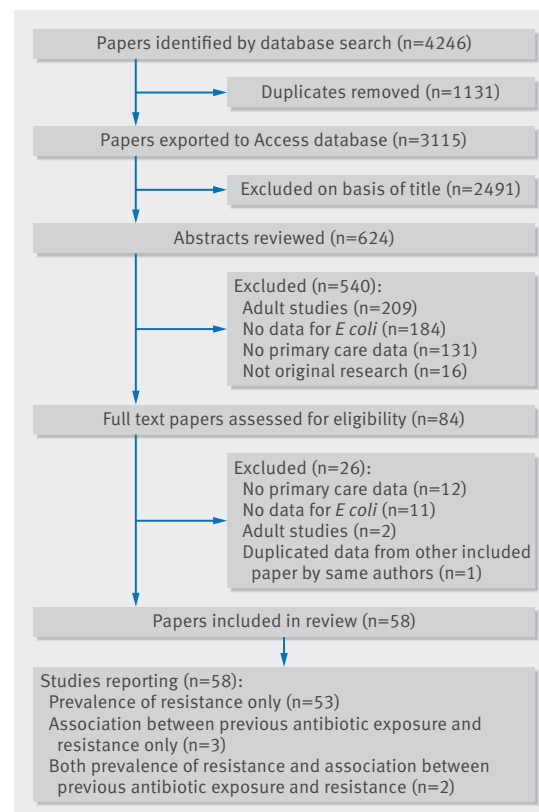 Papers identified by database search (n=4246)
Duplicates removed (n=1131)
Papers exported to Access database (n=3115)
Excluded on basis of title (n=2491)
Abstracts reviewed (n=624)
Excluded (n=540):
Adult studies (n=209)
No data for E coli (n=184)
No primary care data (n=131)
Not original research (n=16)
Full text papers assessed for eligibility (n=84)
Excluded (n=26):
No primary care data (n=12)
No data for E coli (n=11)
Adult studies (n=2)
Duplicated data from other included
paper by same authors (n=1)
Papers included in review (n=58)
Studies reporting (n=58):
Prevalence of resistance only (n=53)
Association between previous antibiotic exposure and
resistance only (n=3)
Both prevalence of resistance and association between
previous antibiotic exposure and resistance (n=2)